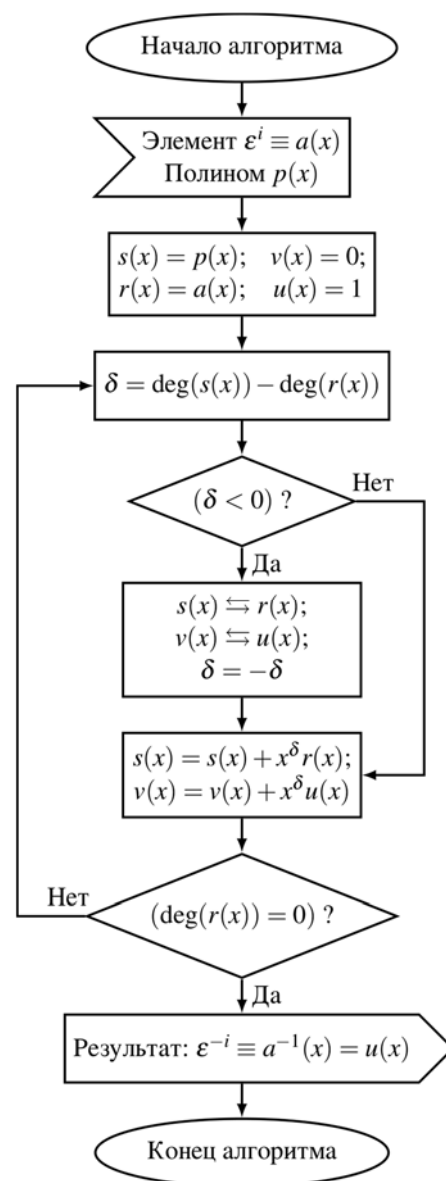 Начало алгоритма
Элемент ε^i ≡ a(x)
Полином p(x)
s(x) = p(x); v(x) = 0;
r(x) = a(x); u(x) = 1
δ = deg(s(x)) − deg(r(x))
(δ < 0) ?
Нет
Да
s(x) ⇆ r(x);
v(x) ⇆ u(x);
δ = −δ
s(x) = s(x) + x^δ r(x);
v(x) = v(x) + x^δ u(x)
Нет
(deg(r(x)) = 0) ?
Да
Результат: ε^{−i} ≡ a^{−1}(x) = u(x)
Конец алгоритма